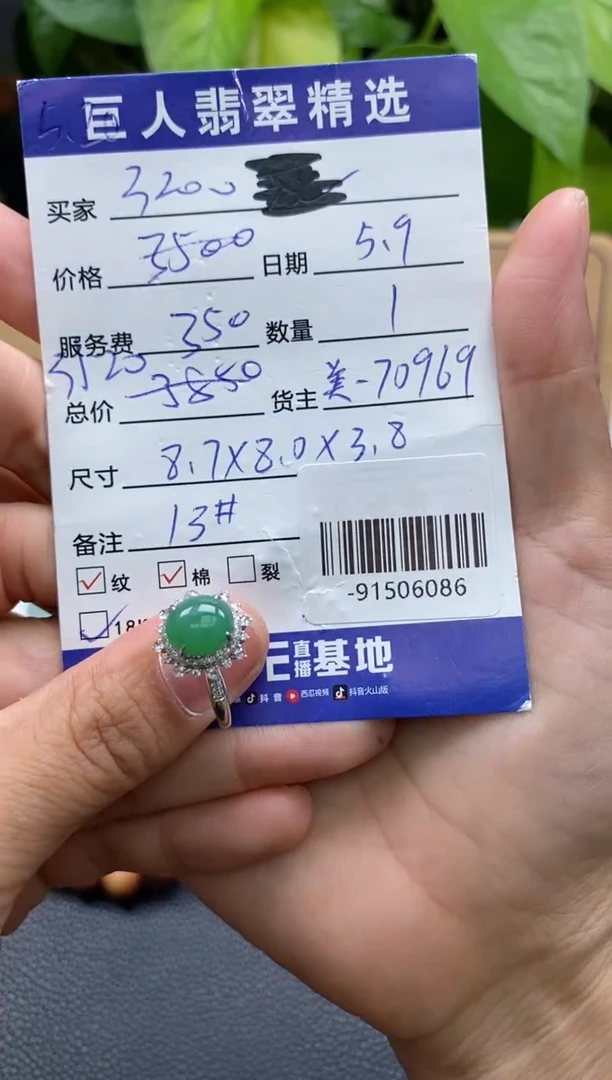 巨人翡翠精选
买家 3200
价格 3500 日期 5.9
服务费 350 数量 1
总价 3850 货主 美-70969
尺寸 8.7X8.0X3.8
备注 13#
纹 棉 裂
-91506086
18K
直播基地
抖音 西瓜视频 抖音火山版